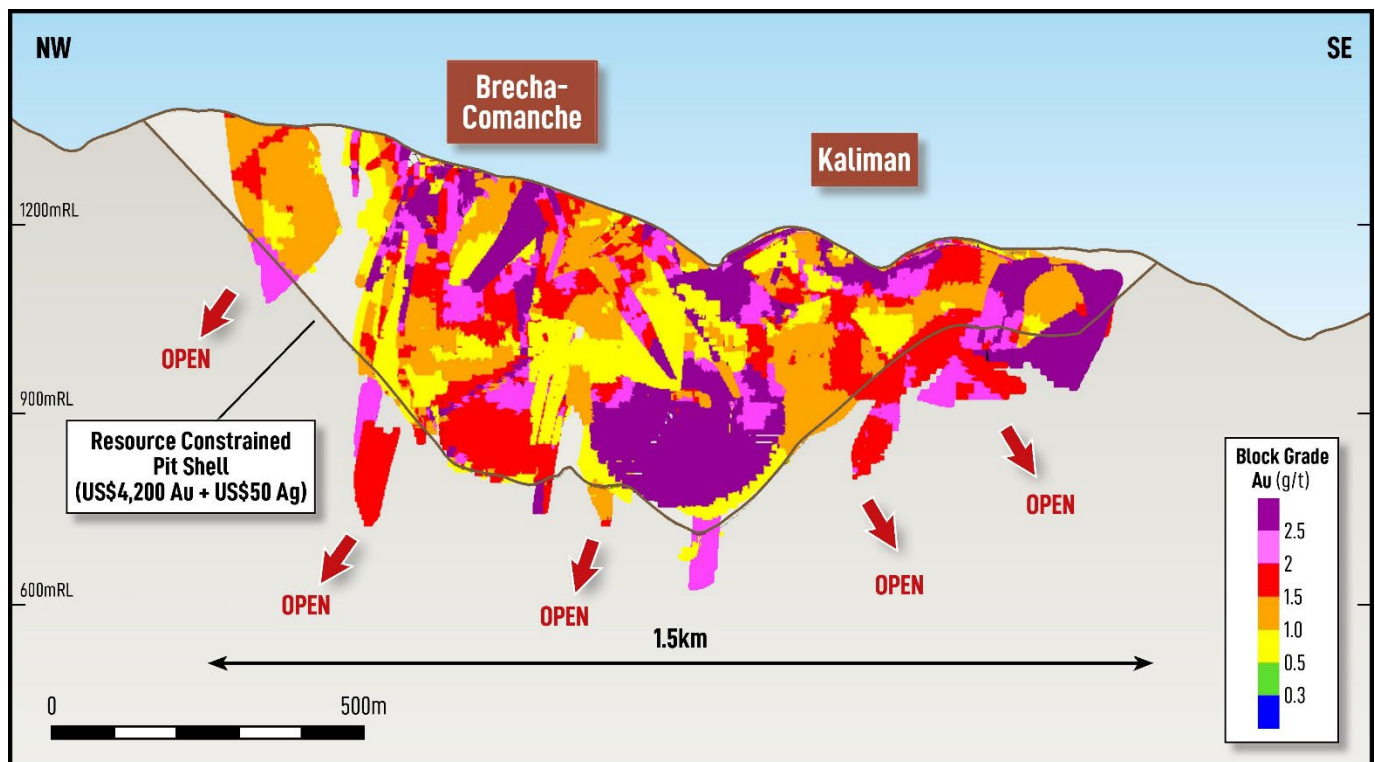 NW
SE
Brecha-
Comanche
Kaliman
1200mRL
OPEN
900mRL
Resource Constrained
Pit Shell
(US$4,200 Au + US$50 Ag)
OPEN
OPEN
OPEN
OPEN
600mRL
1.5km
0
500m
Block Grade
Au (g/t)
2.5
2
1.5
1.0
0.5
0.3